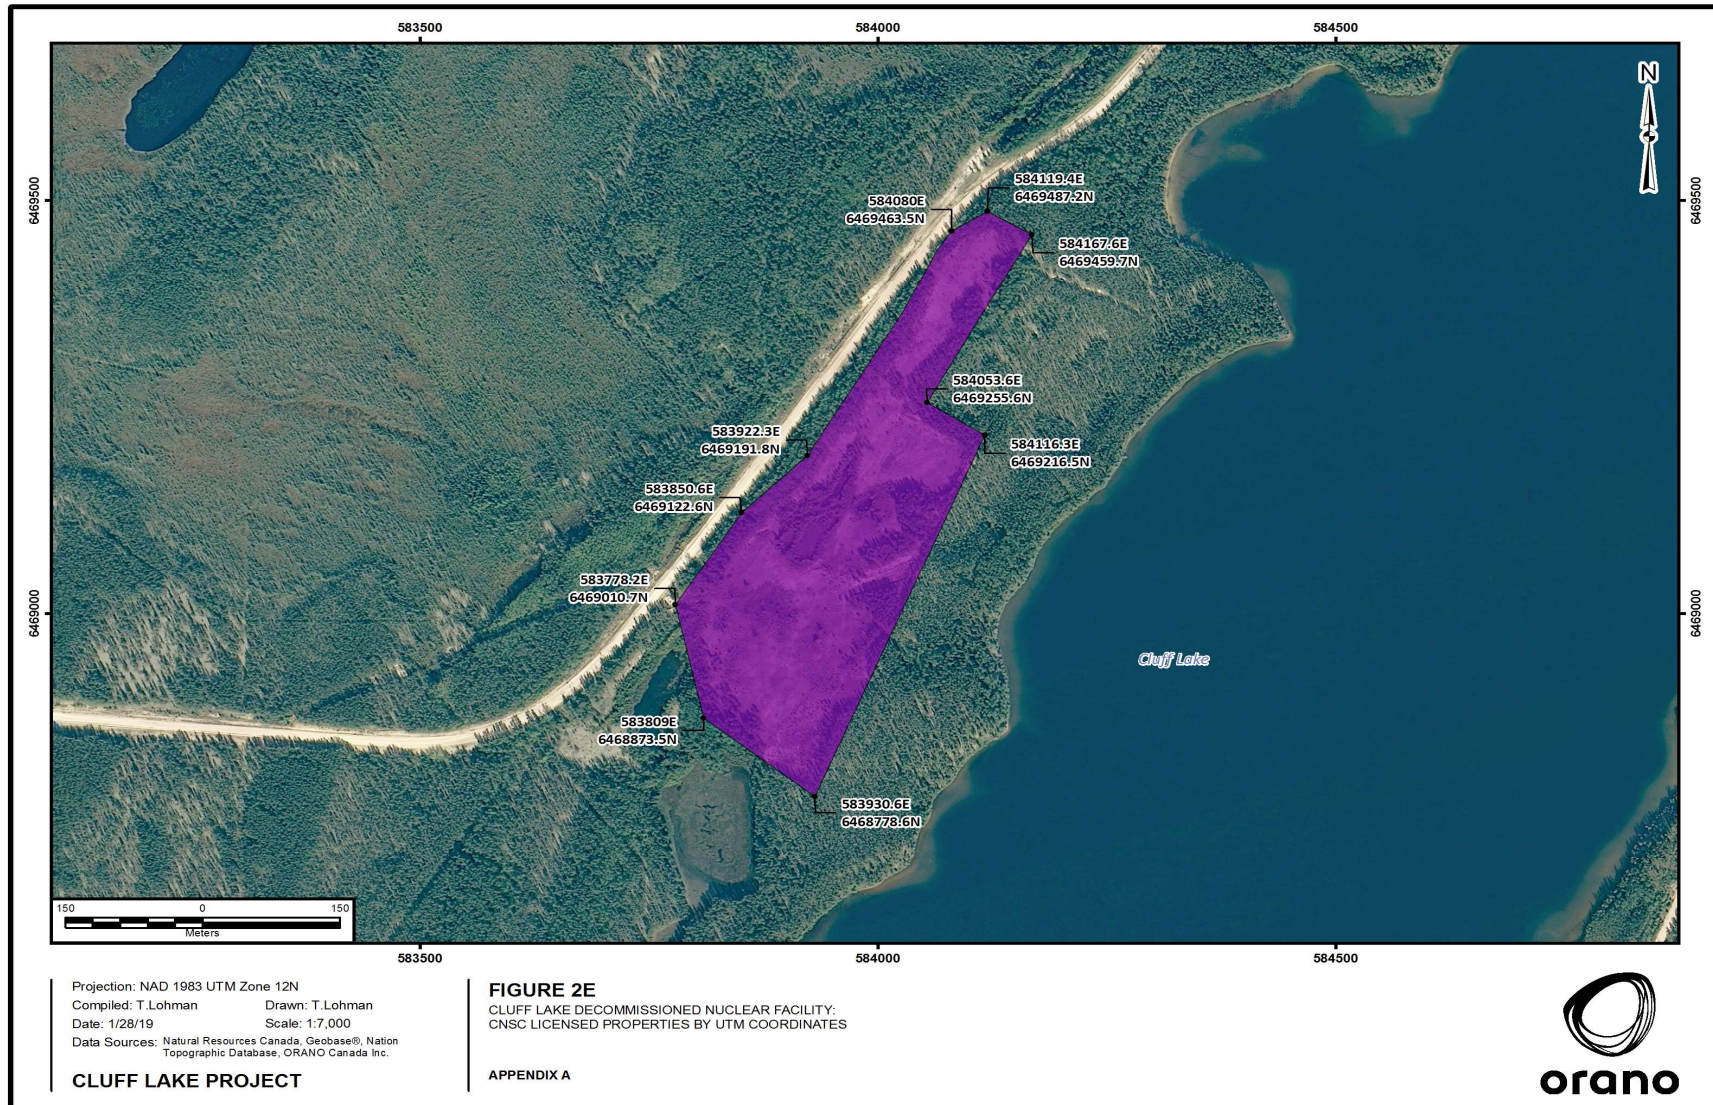 583500
584000
584500
N
6469500
6469500
584119.4E
6469487.2N
584080E
6469463.5N
584167.6E
6469459.7N
584053.6E
6469255.6N
583922.3E
6469191.8N
584116.3E
6469216.5N
583850.6E
6469122.6N
583778.2E
6469010.7N
6469000
6469000
Cluff Lake
583809E
6468873.5N
583930.6E
6468778.6N
150 0 150
Meters
583500
584000
584500
Projection: NAD 1983 UTM Zone 12N
Compiled: T.Lohman Drawn: T.Lohman
Date: 1/28/19 Scale: 1:7,000
Data Sources: Natural Resources Canada, Geobase®, Nation
Topographic Database, ORANO Canada Inc.
CLUFF LAKE PROJECT
FIGURE 2E
CLUFF LAKE DECOMMISSIONED NUCLEAR FACILITY:
CNSC LICENSED PROPERTIES BY UTM COORDINATES
APPENDIX A
orano